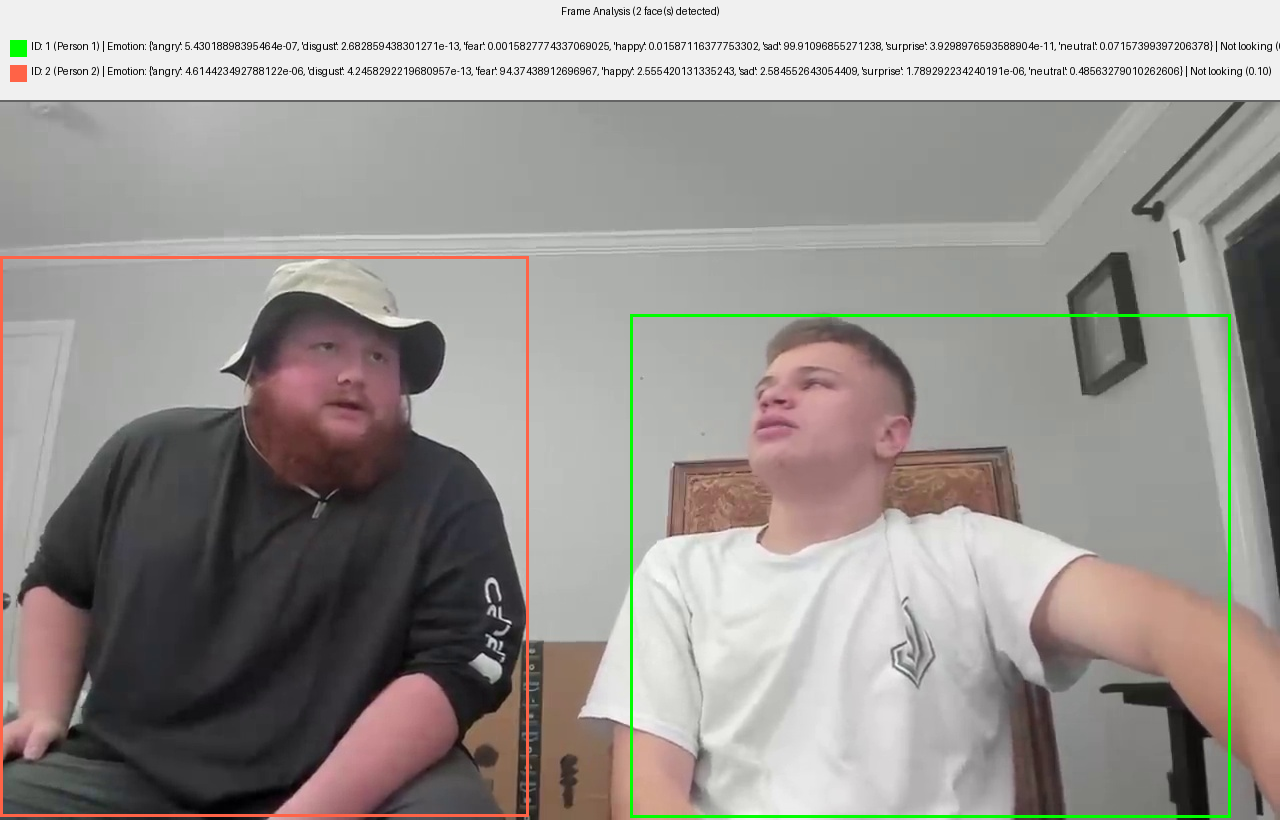 Frame Analysis (2 face(s) detected)
ID: 1 (Person 1) | Emotion: {'angry': 5.43018898395464e-07, 'disgust': 2.682859438301271e-13, 'fear': 0.0015827774337069025, 'happy': 0.01587116377753302, 'sad': 99.91096855271238, 'surprise': 3.9298976593588904e-11, 'neutral': 0.07157399397206378} | Not looking (
ID: 2 (Person 2) | Emotion: {'angry': 4.614423492788122e-06, 'disgust': 4.2458292219680957e-13, 'fear': 94.37438912696967, 'happy': 2.555420131335243, 'sad': 2.584552643054409, 'surprise': 1.789292234240191e-06, 'neutral': 0.48563279010262606} | Not looking (0.10)